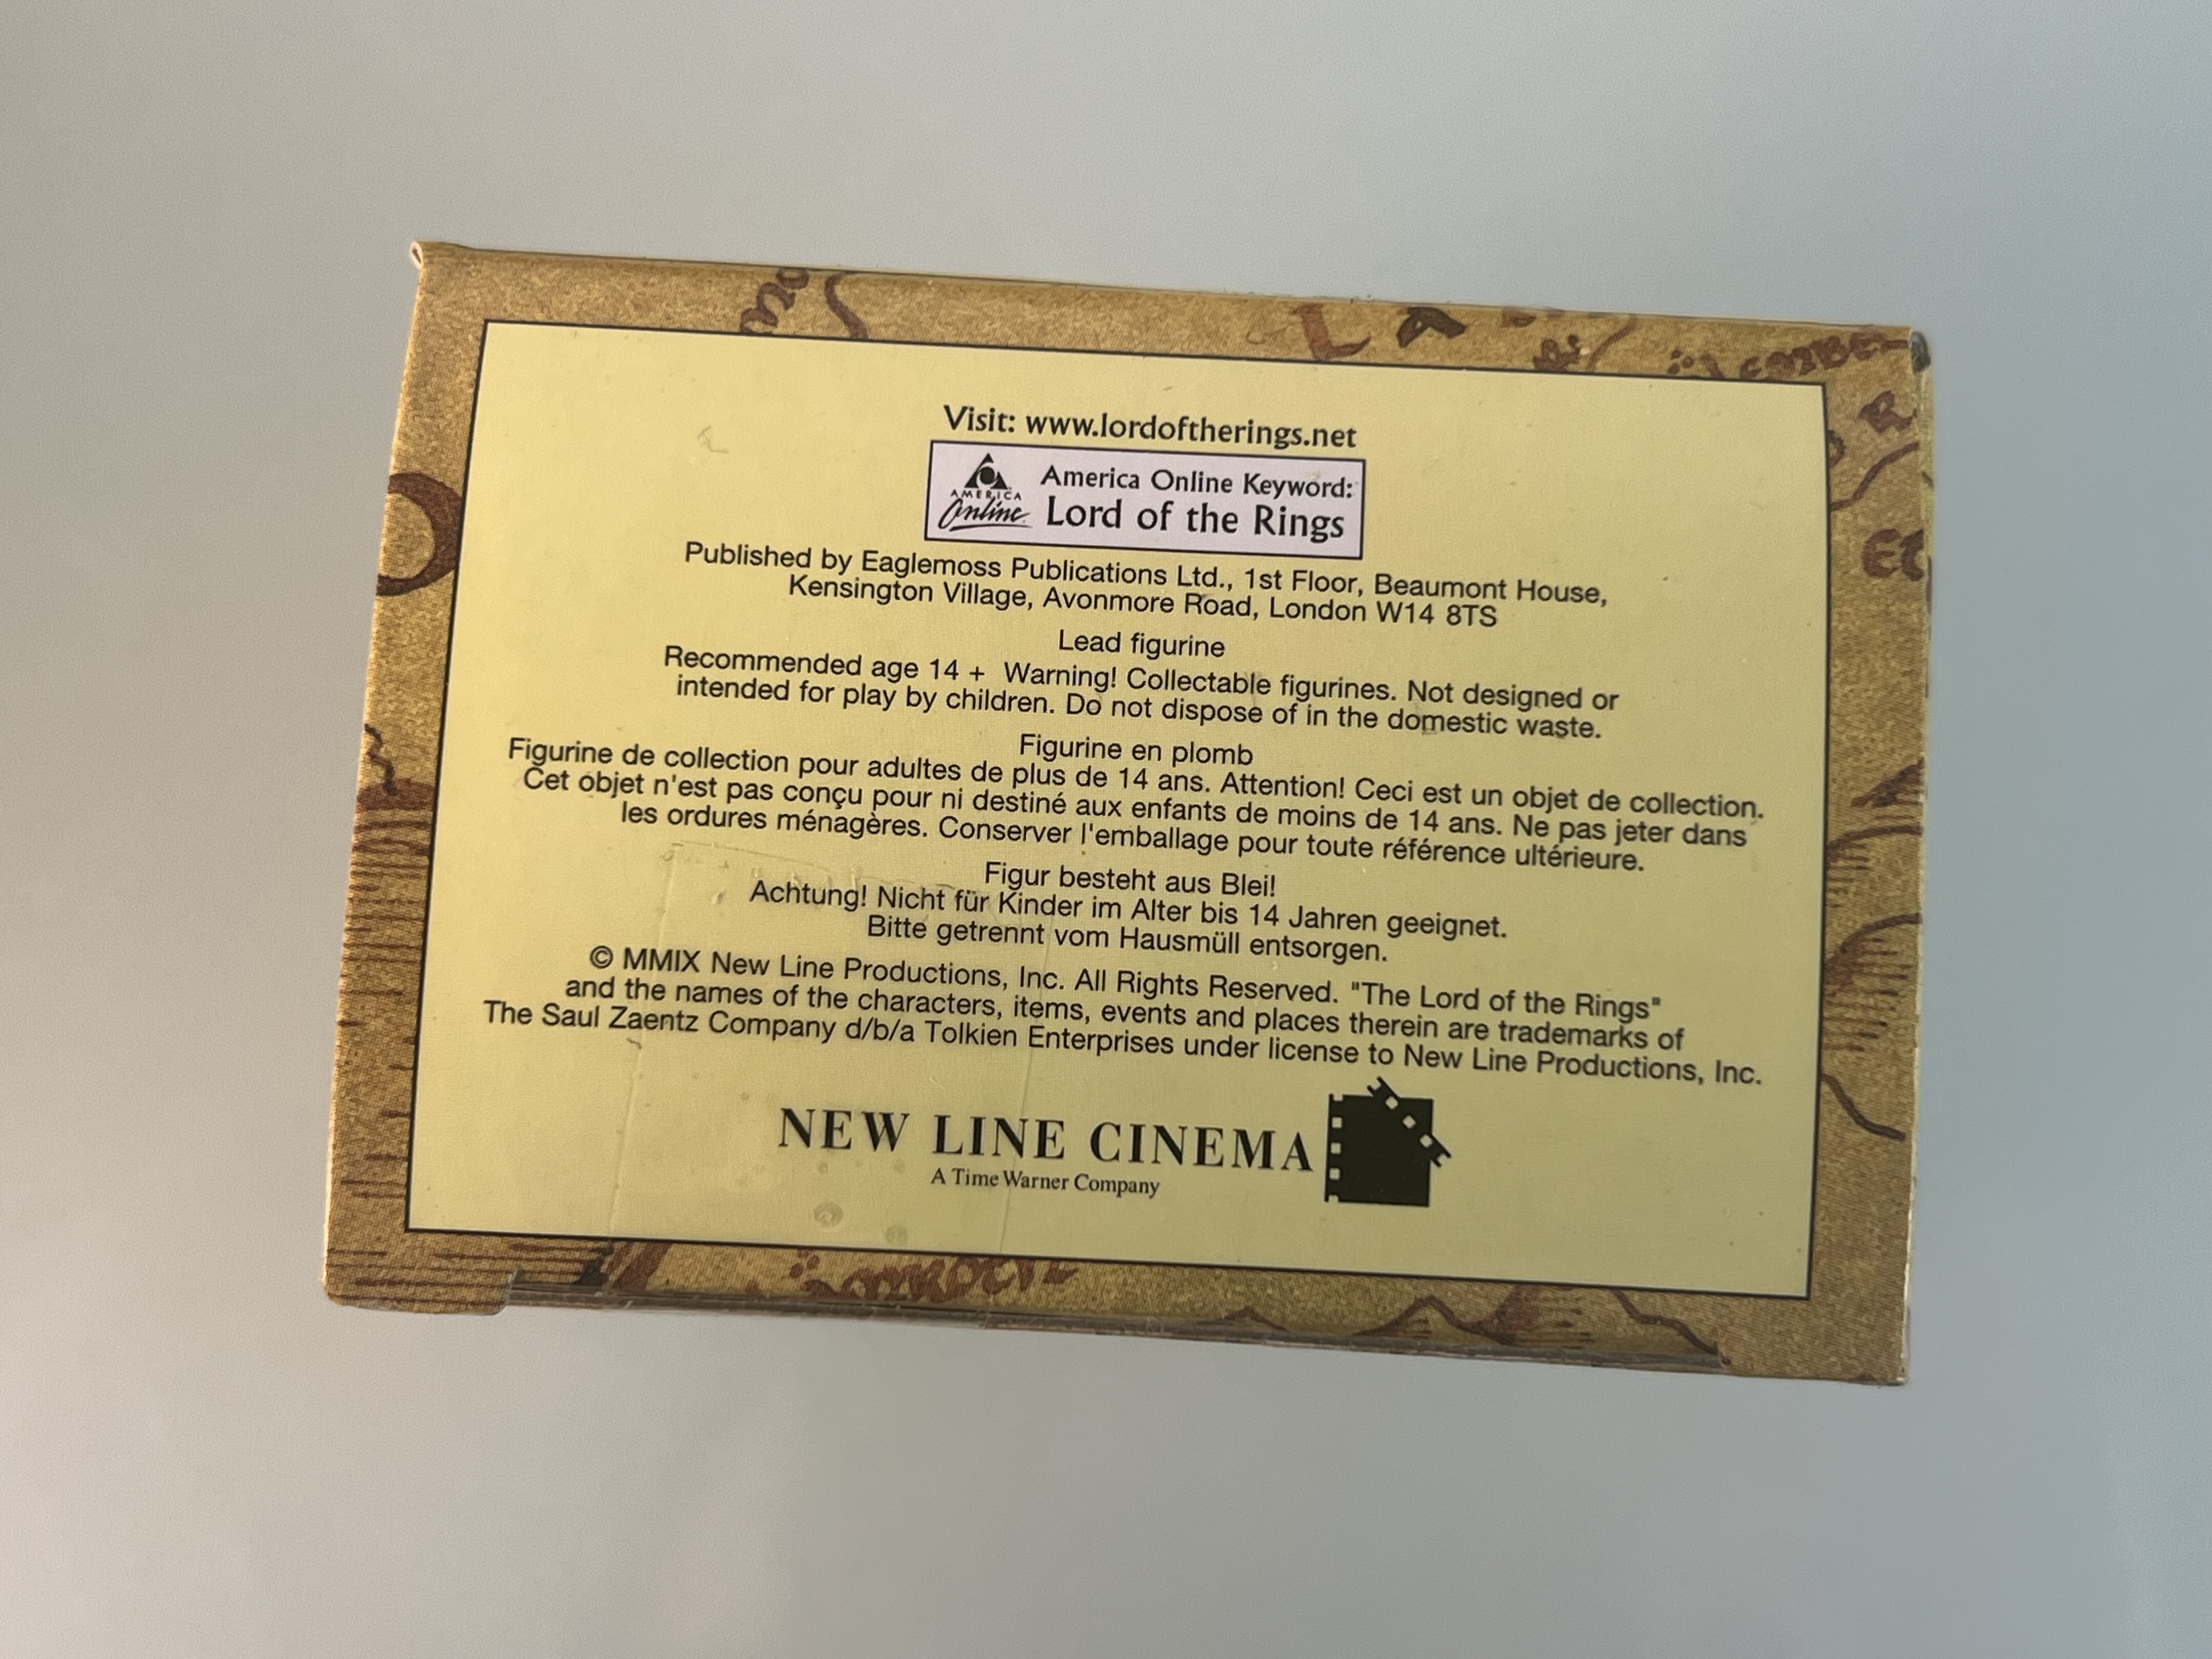 Visit: www.lordoftherings.net
AMERICA
Online
America Online Keyword:
Lord of the Rings
Published by Eaglemoss Publications Ltd., 1st Floor, Beaumont House,
Kensington Village, Avonmore Road, London W14 8TS
Lead figurine
Recommended age 14 + Warning! Collectable figurines. Not designed or
intended for play by children. Do not dispose of in the domestic waste.
Figurine en plomb
Figurine de collection pour adultes de plus de 14 ans. Attention! Ceci est un objet de collection.
Cet objet n'est pas conçu pour ni destiné aux enfants de moins de 14 ans. Ne pas jeter dans
les ordures ménagères. Conserver l'emballage pour toute référence ultérieure.
Figur besteht aus Blei!
Achtung! Nicht für Kinder im Alter bis 14 Jahren geeignet.
Bitte getrennt vom Hausmüll entsorgen.
© MMIX New Line Productions, Inc. All Rights Reserved. "The Lord of the Rings"
and the names of the characters, items, events and places therein are trademarks of
The Saul Zaentz Company d/b/a Tolkien Enterprises under license to New Line Productions, Inc.
NEW LINE CINEMA
A Time Warner Company